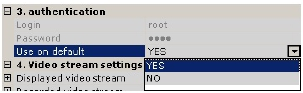 3. authentication
Login root
Password ●●●●
Use on default YES
4. Video stream settings YES
Displayed video stream NO
Recorded video stream